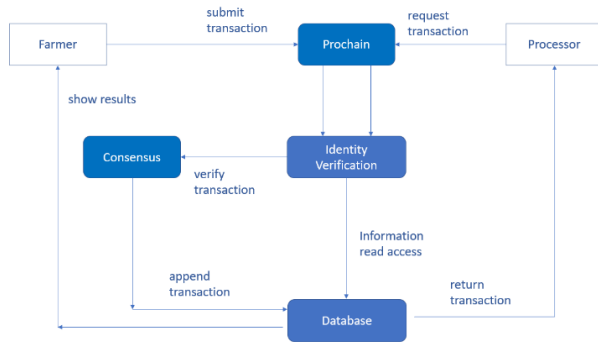 submit
transaction
request
transaction
Farmer
Prochain
Processor
show results
Consensus
Identity
Verification
verify
transaction
Information
read access
append
transaction
return
transaction
Database